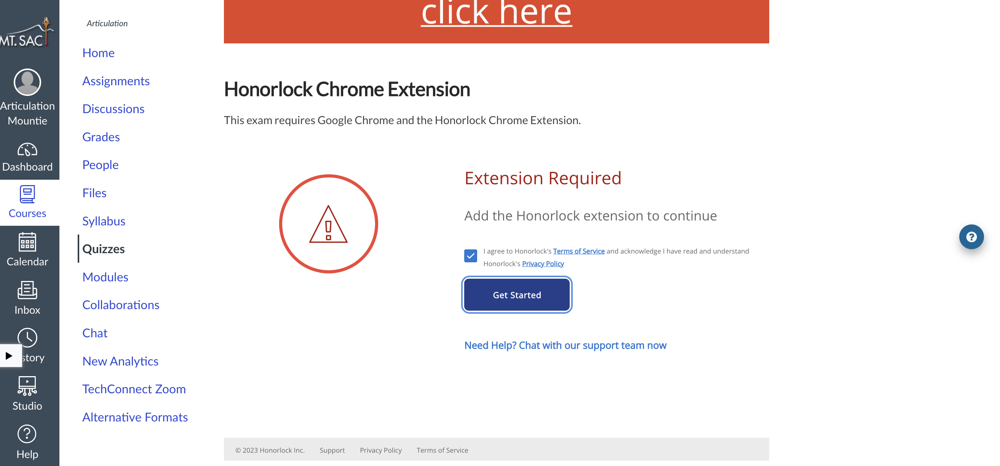 MT. SAC
Articulation
Mountie
Dashboard
Courses
Calendar
Inbox
story
Studio
Help
Articulation
Home
Assignments
Discussions
Grades
People
Files
Syllabus
Quizzes
Modules
Collaborations
Chat
New Analytics
TechConnect Zoom
Alternative Formats
click here
Honorlock Chrome Extension
This exam requires Google Chrome and the Honorlock Chrome Extension.
Extension Required
Add the Honorlock extension to continue
I agree to Honorlock's Terms of Service and acknowledge I have read and understand
Honorlock's Privacy Policy
Get Started
Need Help? Chat with our support team now
© 2023 Honorlock Inc. Support Privacy Policy Terms of Service